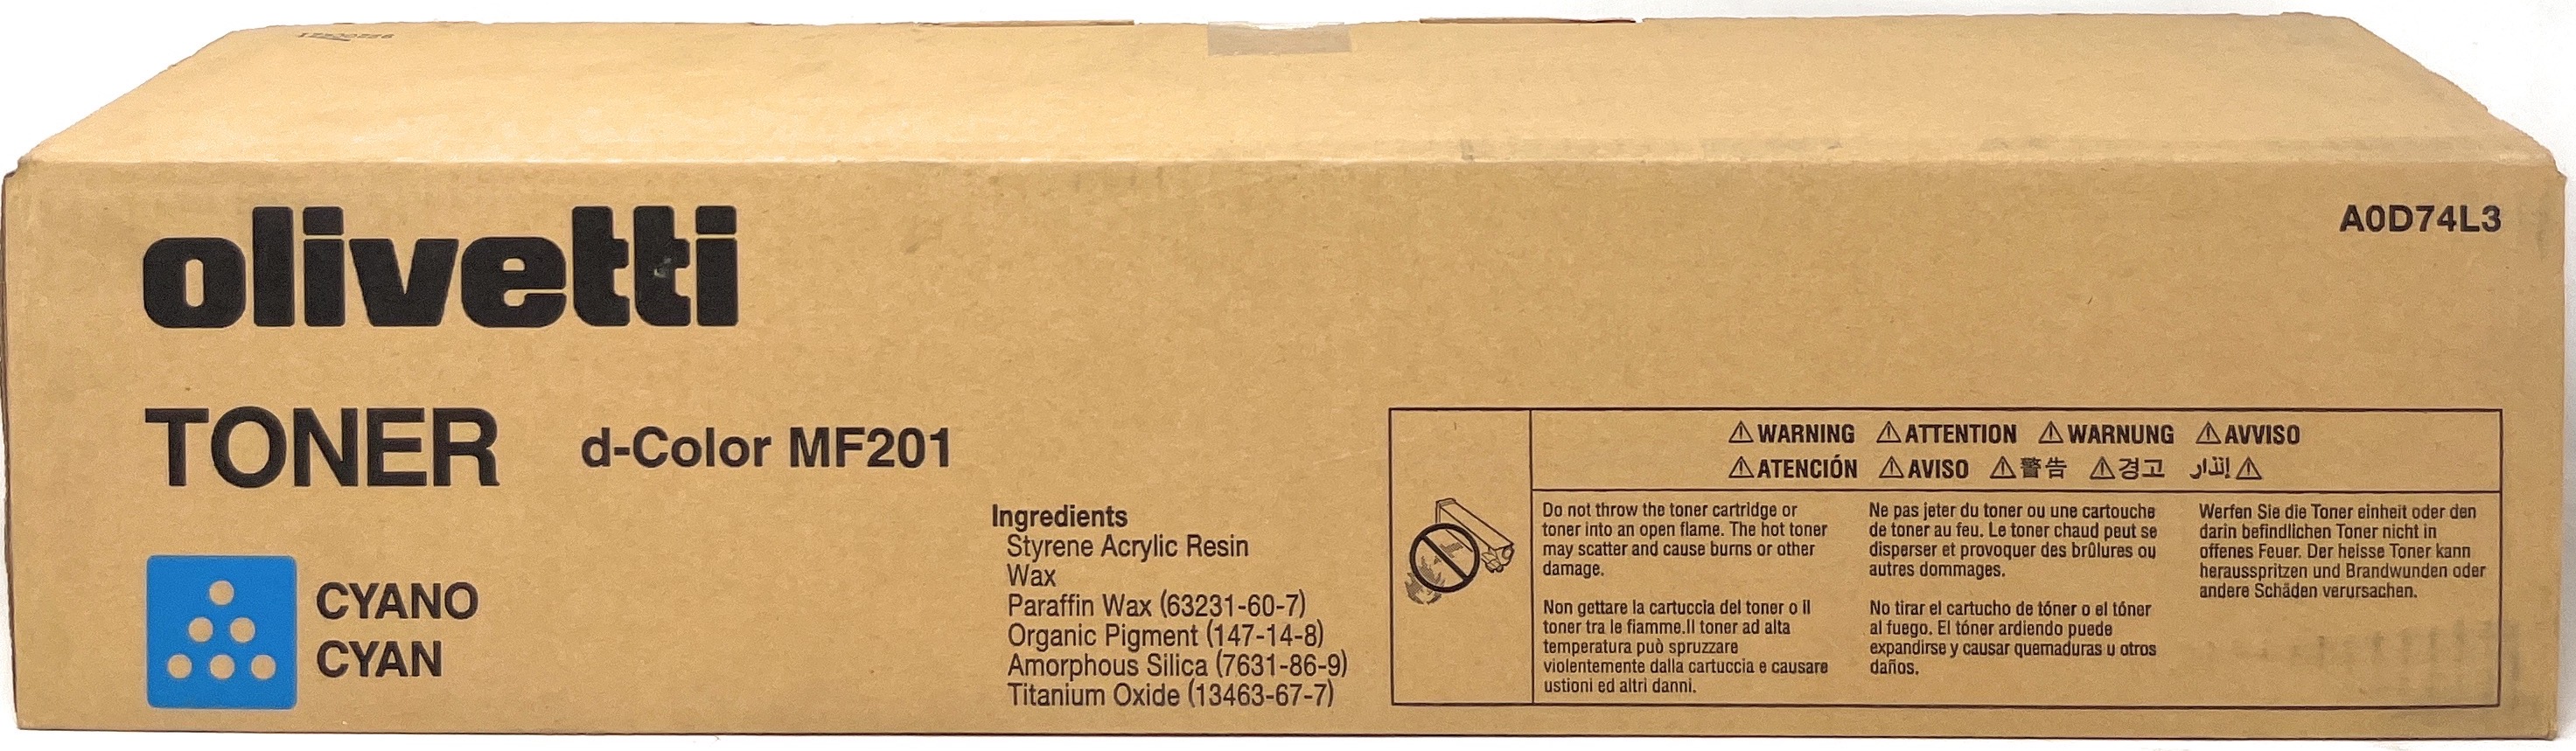 olivetti
A0D74L3
TONER d-Color MF201
CYANO
CYAN
Ingredients
Styrene Acrylic Resin
Wax
Paraffin Wax (63231-60-7)
Organic Pigment (147-14-8)
Amorphous Silica (7631-86-9)
Titanium Oxide (13463-67-7)
⚠WARNING ⚠ATTENTION ⚠WARNUNG ⚠AVVISO
⚠ATENCIÓN ⚠AVISO ⚠警告 ⚠경고 إنذار⚠
Do not throw the toner cartridge or
toner into an open flame. The hot toner
may scatter and cause burns or other
damage.
Non gettare la cartuccia del toner o il
toner tra le fiamme.Il toner ad alta
temperatura può spruzzare
violentemente dalla cartuccia e causare
ustioni ed altri danni.
Ne pas jeter du toner ou une cartouche
de toner au feu. Le toner chaud peut se
disperser et provoquer des brûlures ou
autres dommages.
No tirar el cartucho de tóner o el tóner
al fuego. El tóner ardiendo puede
expandirse y causar quemaduras u otros
daños.
Werfen Sie die Toner einheit oder den
darin befindlichen Toner nicht in
offenes Feuer. Der heisse Toner kann
herausspritzen und Brandwunden oder
andere Schäden verursachen.